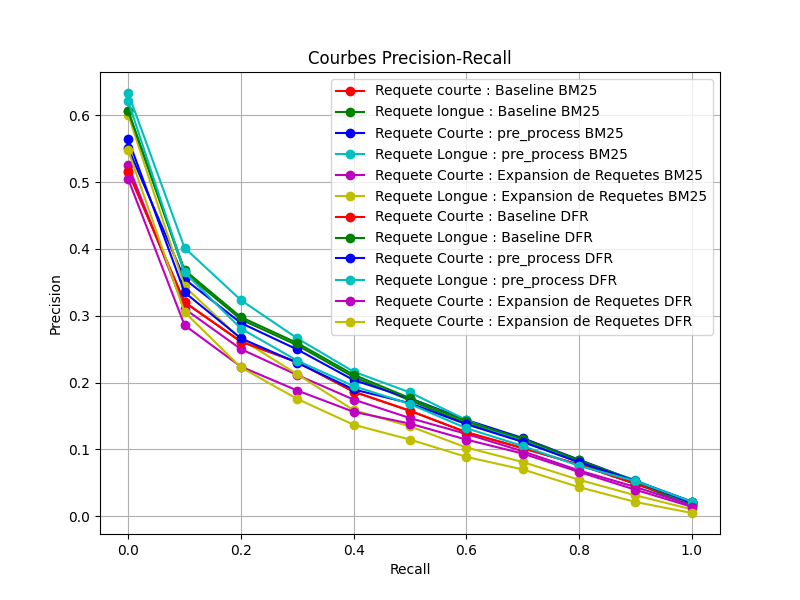 Courbes Precision-Recall
Requete courte : Baseline BM25
Requete longue : Baseline BM25
Requete Courte : pre_process BM25
Requete Longue : pre_process BM25
Requete Courte : Expansion de Requetes BM25
Requete Longue : Expansion de Requetes BM25
Requete Courte : Baseline DFR
Requete Longue : Baseline DFR
Requete Courte : pre_process DFR
Requete Longue : pre_process DFR
Requete Courte : Expansion de Requetes DFR
Requete Courte : Expansion de Requetes DFR
Precision
0.6
0.5
0.4
0.3
0.2
0.1
0.0
0.0 0.2 0.4 0.6 0.8 1.0
Recall